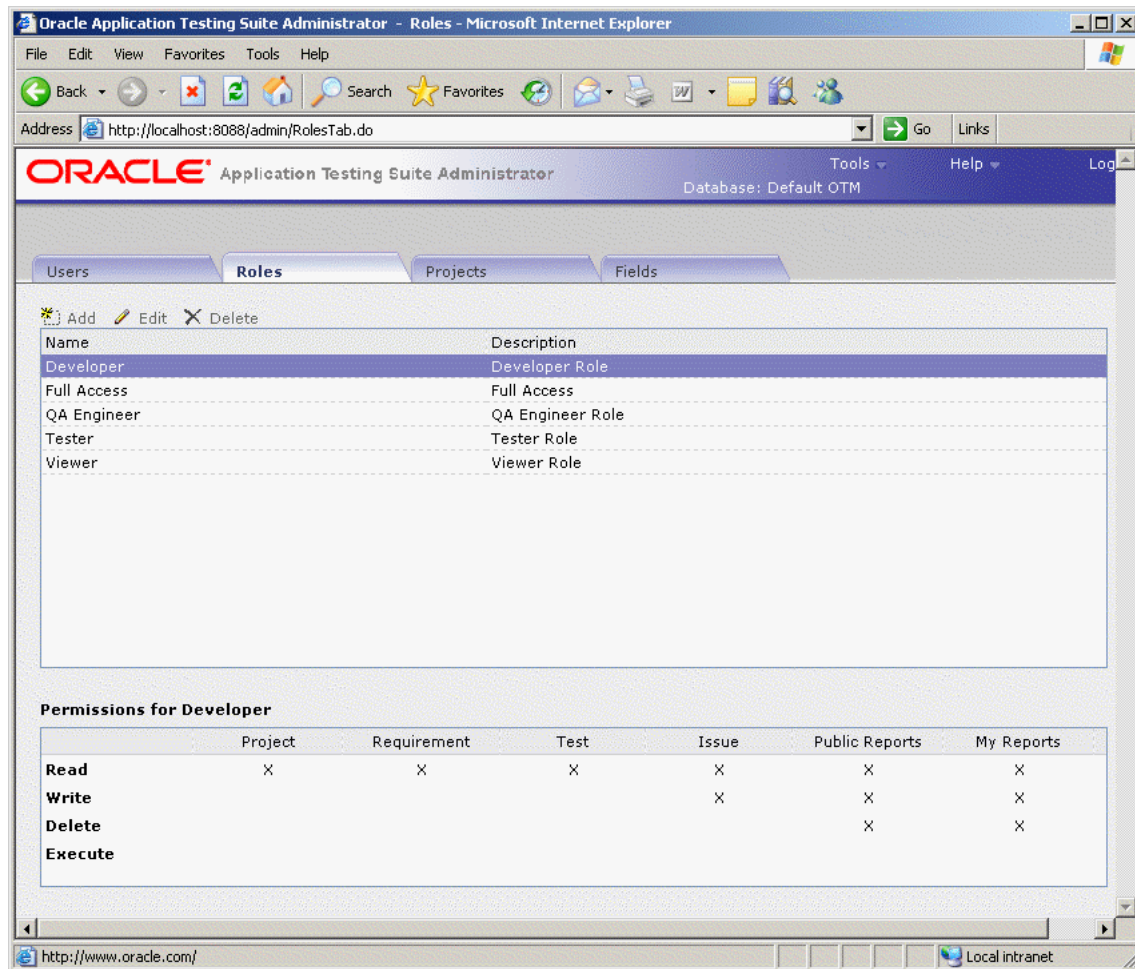 Oracle Application Testing Suite Administrator - Roles - Microsoft Internet Explorer
File Edit View Favorites Tools Help
Back Search Favorites
Address http://localhost:8088/admin/RolesTab.do Go Links
ORACLE Application Testing Suite Administrator Tools Help Log
Database: Default OTM
Users Roles Projects Fields
Add Edit Delete
Name Description
Developer Developer Role
Full Access Full Access
QA Engineer QA Engineer Role
Tester Tester Role
Viewer Viewer Role
Permissions for Developer
Project Requirement Test Issue Public Reports My Reports
Read X X X X X X
Write X X X
Delete X X
Execute
http://www.oracle.com/ Local intranet